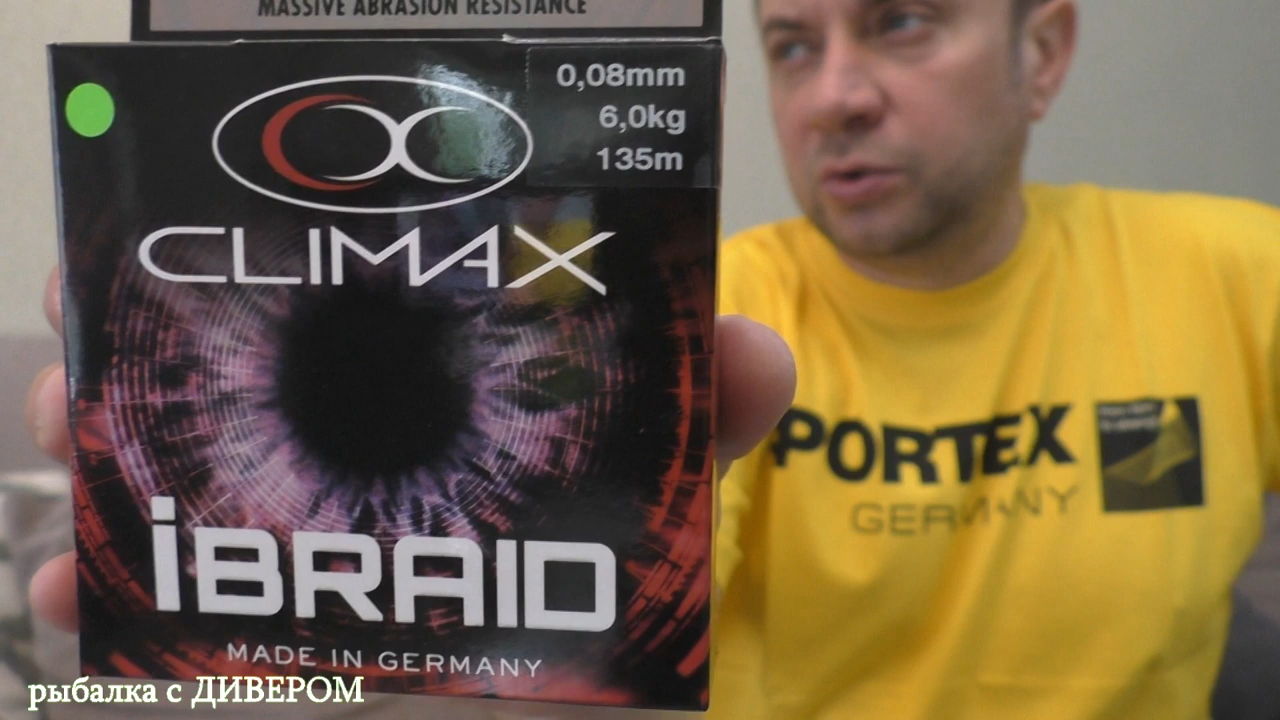 MASSIVE ABRASION RESISTANCE
0,08mm
6,0kg
135m
CLIMAX
iBRAID
MADE IN GERMANY
PORTEX
GERMANY
рыбалка с ДИВЕРОМ